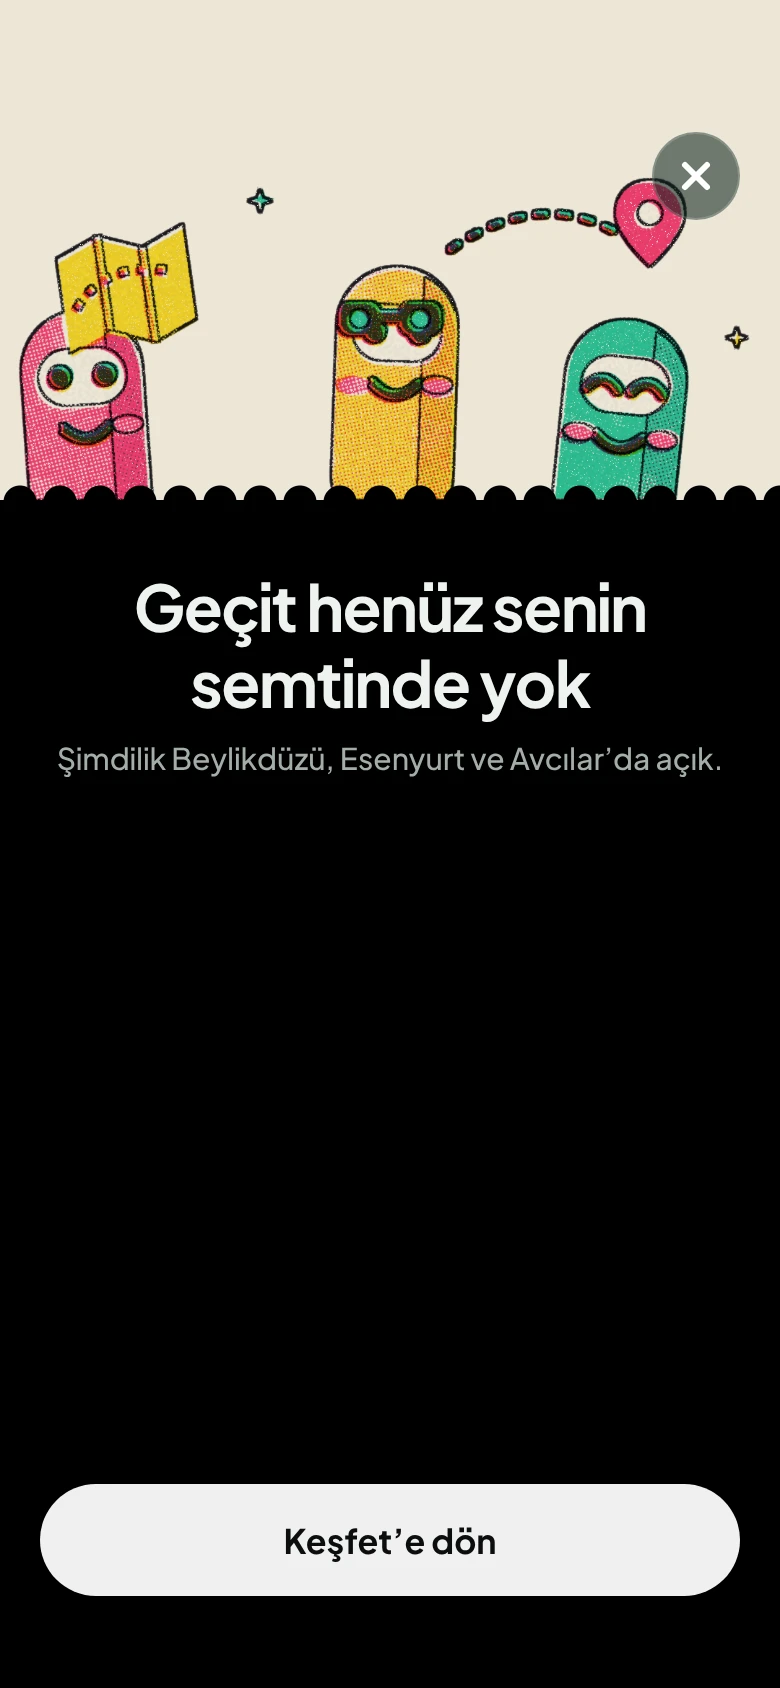 Geçit henüz senin
semtinde yok
Şimdilik Beylikdüzü, Esenyurt ve Avcılar’da açık.
Keşfet’e dön